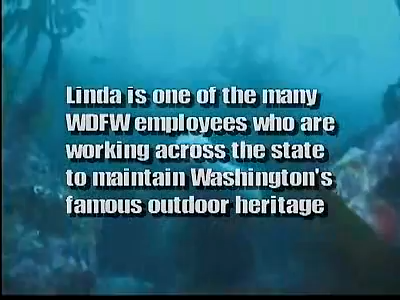 Linda is one of the many
WDFW employees who are
working across the state
to maintain Washington's
famous outdoor heritage